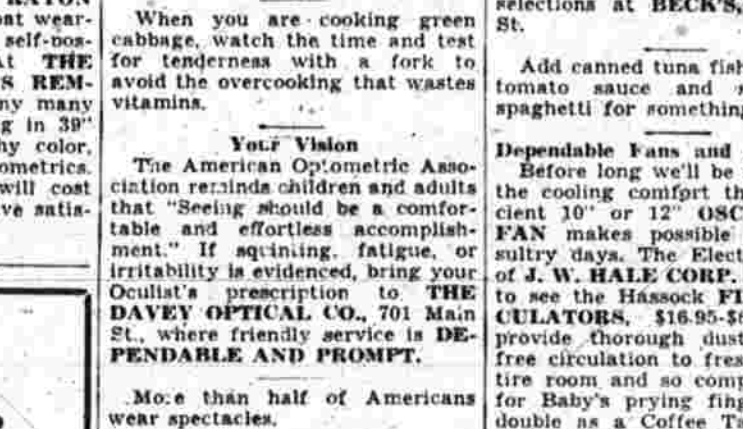 at wear-
self-pos-
At THE
S REM-
ny many
g in 39"
hy color,
ometrics.
will cost
ve satis-
When you are cooking green
cabbage, watch the time and test
for tenderness with a fork to
avoid the overcooking that wastes
vitamins.
Your Vision
The American Optometric Asso-
ciation reminds children and adults
that "Seeing should be a comfor-
table and effortless accomplish-
ment." If squinting, fatigue, or
irritability is evidenced, bring your
Oculist's prescription to THE
DAVEY OPTICAL CO., 701 Main
St., where friendly service is DE-
PENDABLE AND PROMPT.
More than half of Americans
wear spectacles.
selections at BECK'S,
St.
Add canned tuna fish
tomato sauce and
spaghetti for something
Dependable Fans and
Before long we'll be
the cooling comfort th
cient 10" or 12" OSC
FAN makes possible
sultry days. The Elect
of J. W. HALE CORP.
to see the Hassock FI
CULATORS, $16.95-$
provide thorough dust
free circulation to fres
tire room and so comp
for Baby's prying fing
double as a Coffee Ta